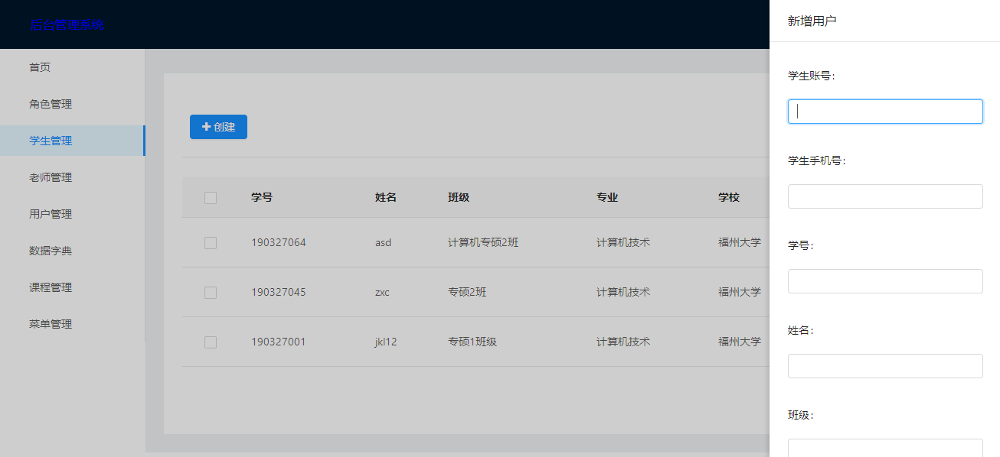 后台管理系统
首页
角色管理
学生管理
老师管理
用户管理
数据字典
课程管理
菜单管理
创建
学号 姓名 班级 专业 学校
190327064 asd 计算机专硕2班 计算机技术 福州大学
190327045 zxc 专硕2班 计算机技术 福州大学
190327001 jkl12 专硕1班级 计算机技术 福州大学
新增用户
学生账号:
学生手机号:
学号:
姓名:
班级: